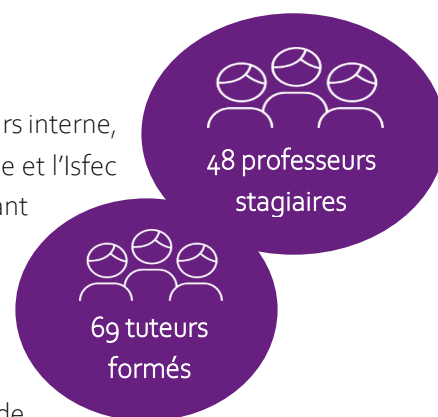 rs interne,
e et l'Isfec
ant
48 professeurs
stagiaires
69 tuteurs
formés
de